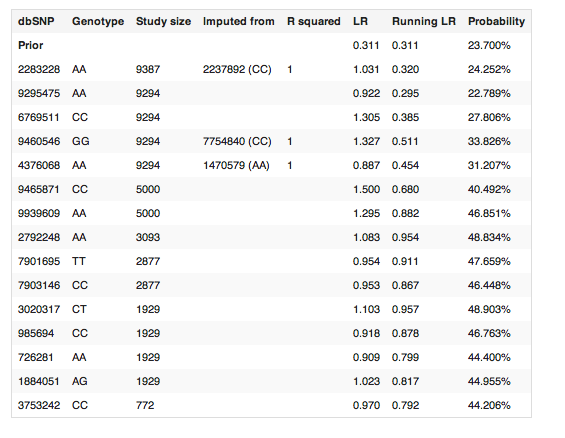 dbSNP Genotype Study size Imputed from R squared LR Running LR Probability
Prior 0.311 0.311 23.700%
2283228 AA 9387 2237892 (CC) 1 1.031 0.320 24.252%
9295475 AA 9294 0.922 0.295 22.789%
6769511 CC 9294 1.305 0.385 27.806%
9460546 GG 9294 7754840 (CC) 1 1.327 0.511 33.826%
4376068 AA 9294 1470579 (AA) 1 0.887 0.454 31.207%
9465871 CC 5000 1.500 0.680 40.492%
9939609 AA 5000 1.295 0.882 46.851%
2792248 AA 3093 1.083 0.954 48.834%
7901695 TT 2877 0.954 0.911 47.659%
7903146 CC 2877 0.953 0.867 46.448%
3020317 CT 1929 1.103 0.957 48.903%
985694 CC 1929 0.918 0.878 46.763%
726281 AA 1929 0.909 0.799 44.400%
1884051 AG 1929 1.023 0.817 44.955%
3753242 CC 772 0.970 0.792 44.206%